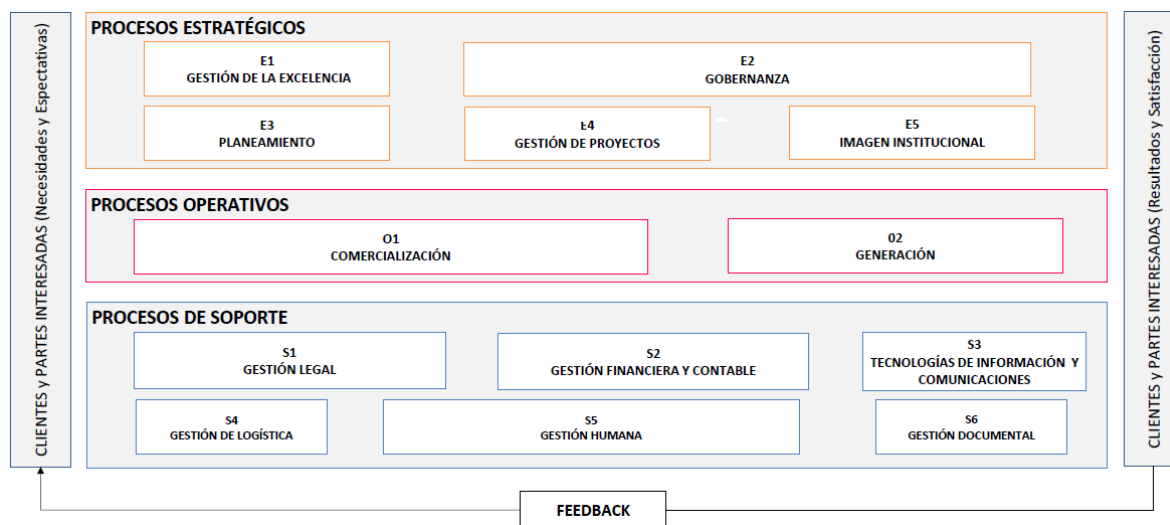 CLIENTES y PARTES INTERESADAS (Necesidades y Espectativas)
PROCESOS ESTRATÉGICOS
E1
GESTIÓN DE LA EXCELENCIA
E2
GOBERNANZA
E3
PLANEAMIENTO
E4
GESTIÓN DE PROYECTOS
E5
IMAGEN INSTITUCIONAL
PROCESOS OPERATIVOS
O1
COMERCIALIZACIÓN
02
GENERACIÓN
PROCESOS DE SOPORTE
S1
GESTIÓN LEGAL
S2
GESTIÓN FINANCIERA Y CONTABLE
S3
TECNOLOGÍAS DE INFORMACIÓN Y
COMUNICACIONES
S4
GESTIÓN DE LOGÍSTICA
S5
GESTIÓN HUMANA
S6
GESTIÓN DOCUMENTAL
CLIENTES y PARTES INTERESADAS (Resultados y Satisfacción)
FEEDBACK